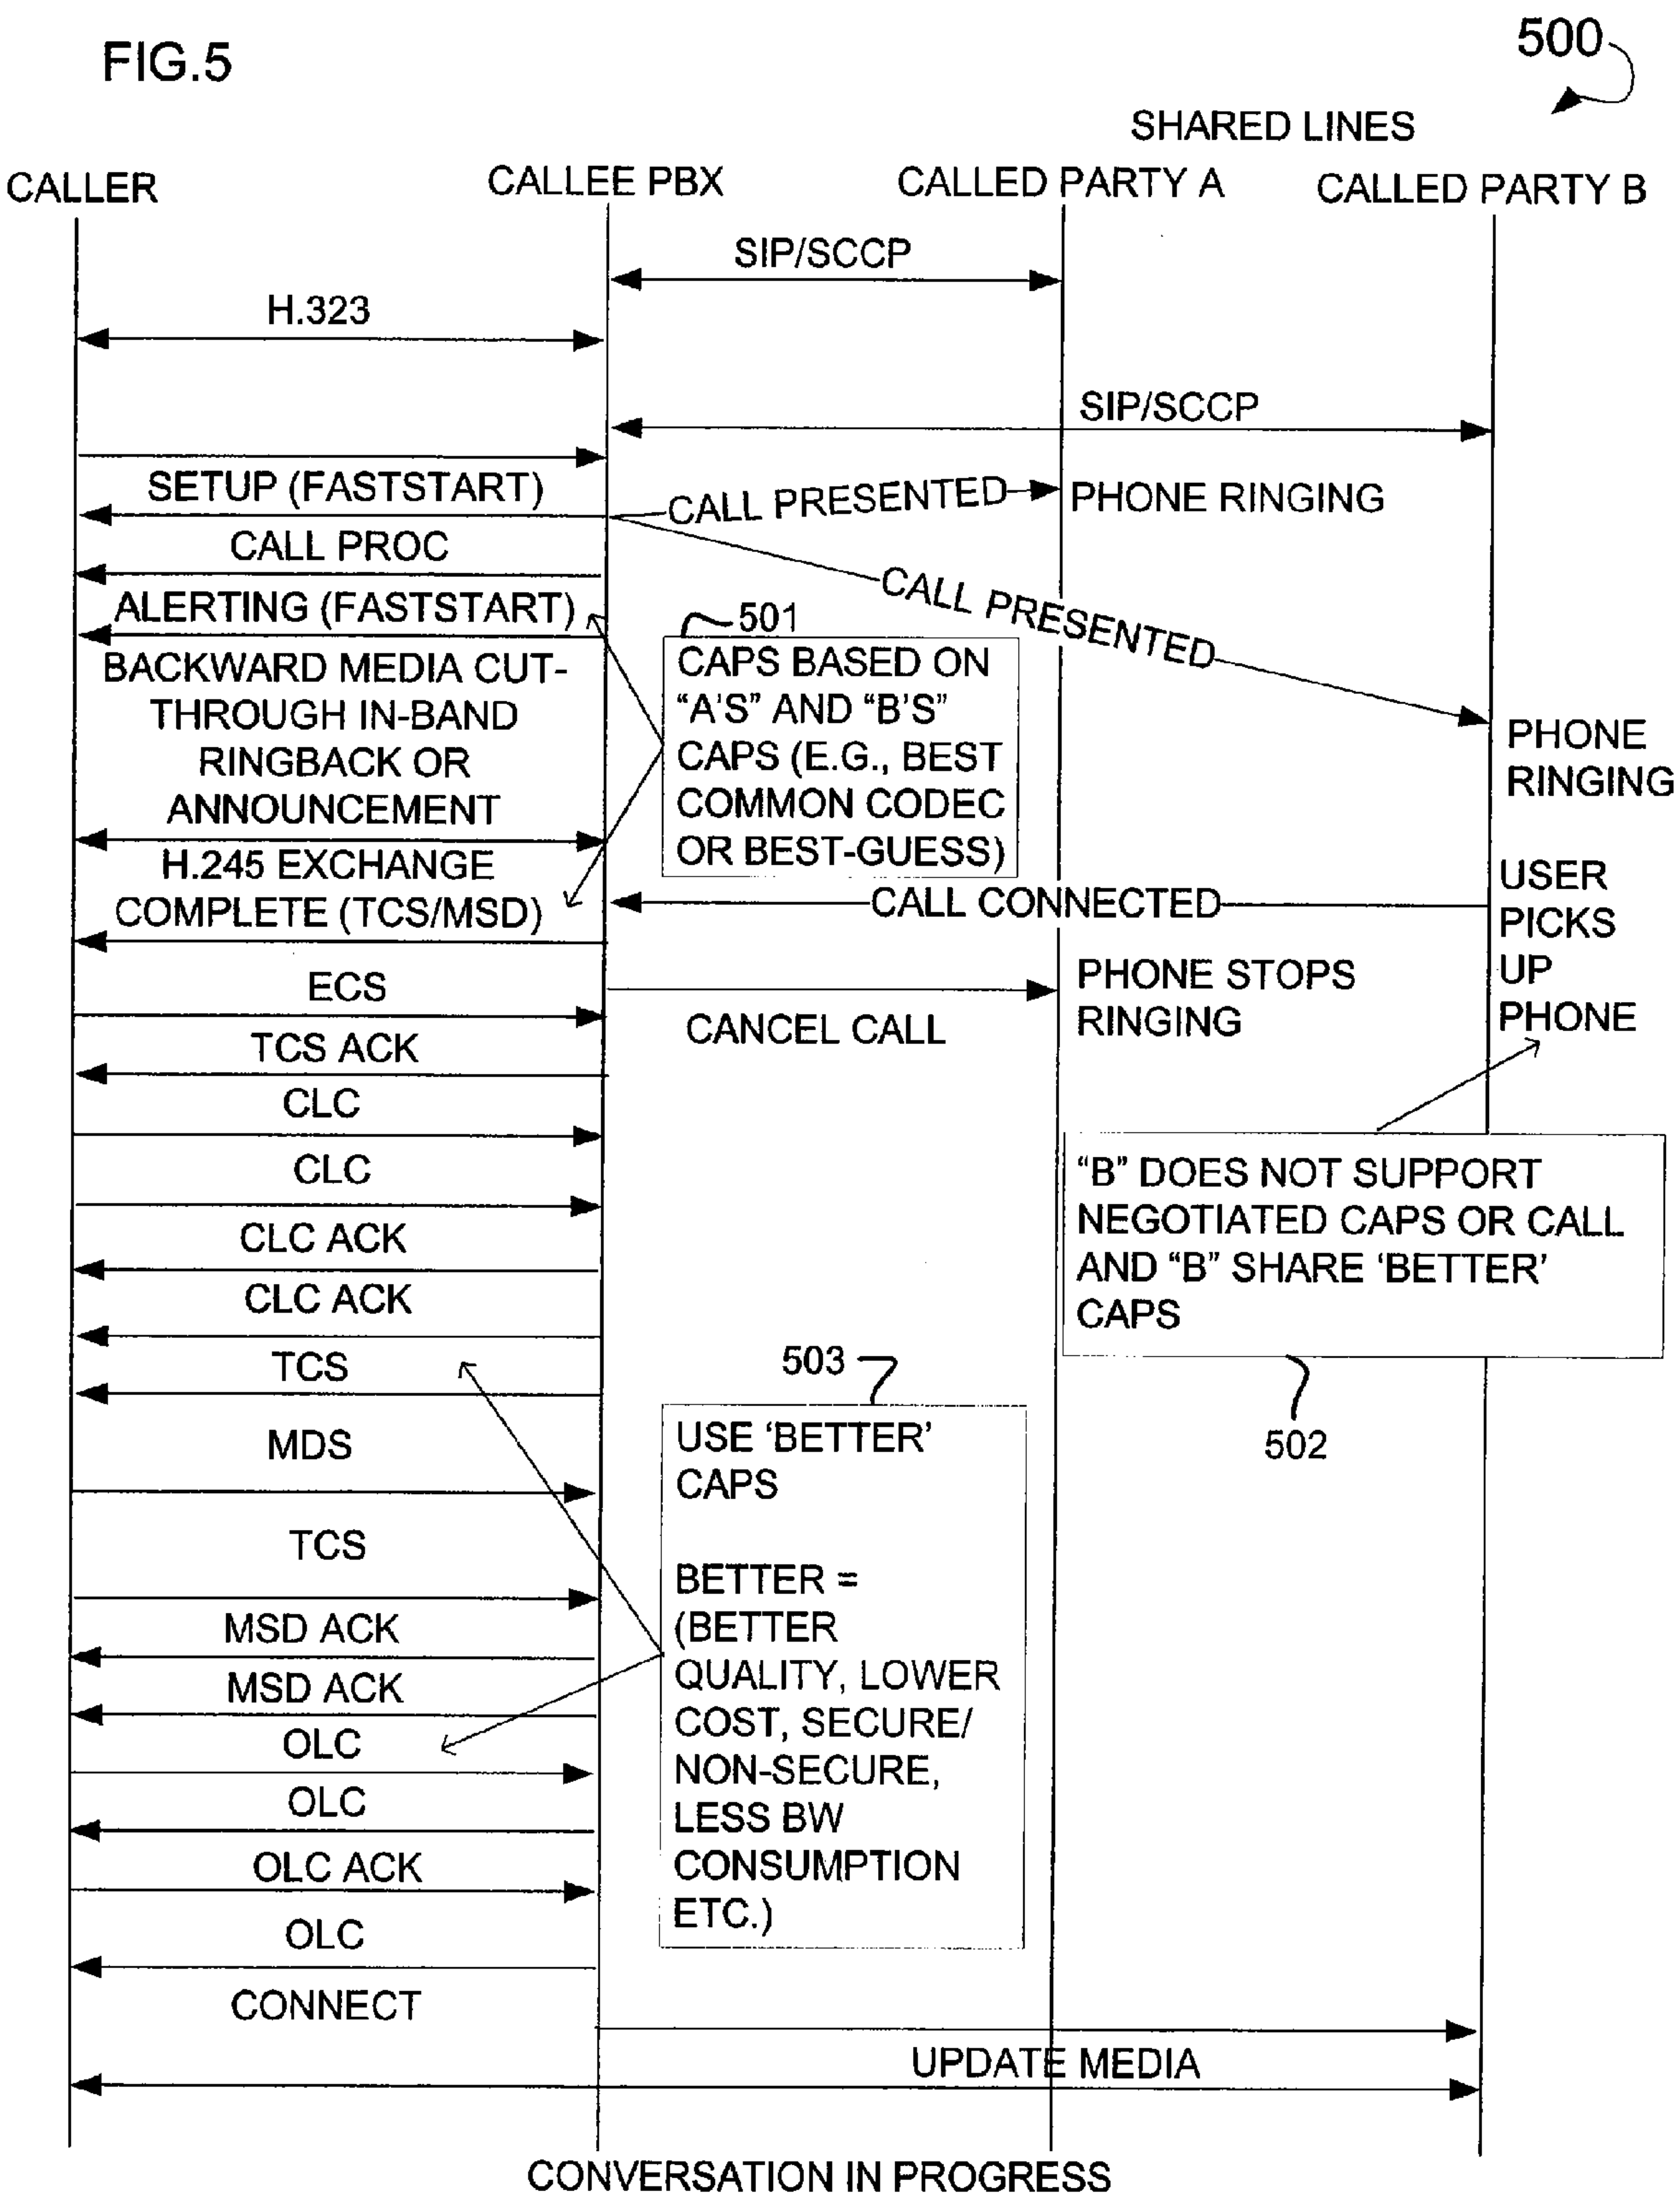 FIG.5
500
SHARED LINES
CALLER
CALLEE PBX
CALLED PARTY A
CALLED PARTY B
SIP/SCCP
H.323
SIP/SCCP
SETUP (FASTSTART)
CALL PRESENTED
PHONE RINGING
CALL PROC
CALL PRESENTED
ALERTING (FASTSTART)
501
CAPS BASED ON
“A’S” AND “B’S”
CAPS (E.G., BEST
COMMON CODEC
OR BEST-GUESS)
BACKWARD MEDIA CUT-
THROUGH IN-BAND
RINGBACK OR
ANNOUNCEMENT
PHONE
RINGING
H.245 EXCHANGE
COMPLETE (TCS/MSD)
CALL CONNECTED
USER
PICKS
UP
PHONE
ECS
PHONE STOPS
RINGING
CANCEL CALL
TCS ACK
CLC
CLC
“B” DOES NOT SUPPORT
NEGOTIATED CAPS OR CALL
AND “B” SHARE ‘BETTER’
CAPS
502
CLC ACK
CLC ACK
TCS
503
USE ‘BETTER’
CAPS
BETTER =
(BETTER
QUALITY, LOWER
COST, SECURE/
NON-SECURE,
LESS BW
CONSUMPTION
ETC.)
MDS
TCS
MSD ACK
MSD ACK
OLC
OLC
OLC ACK
OLC
CONNECT
UPDATE MEDIA
CONVERSATION IN PROGRESS